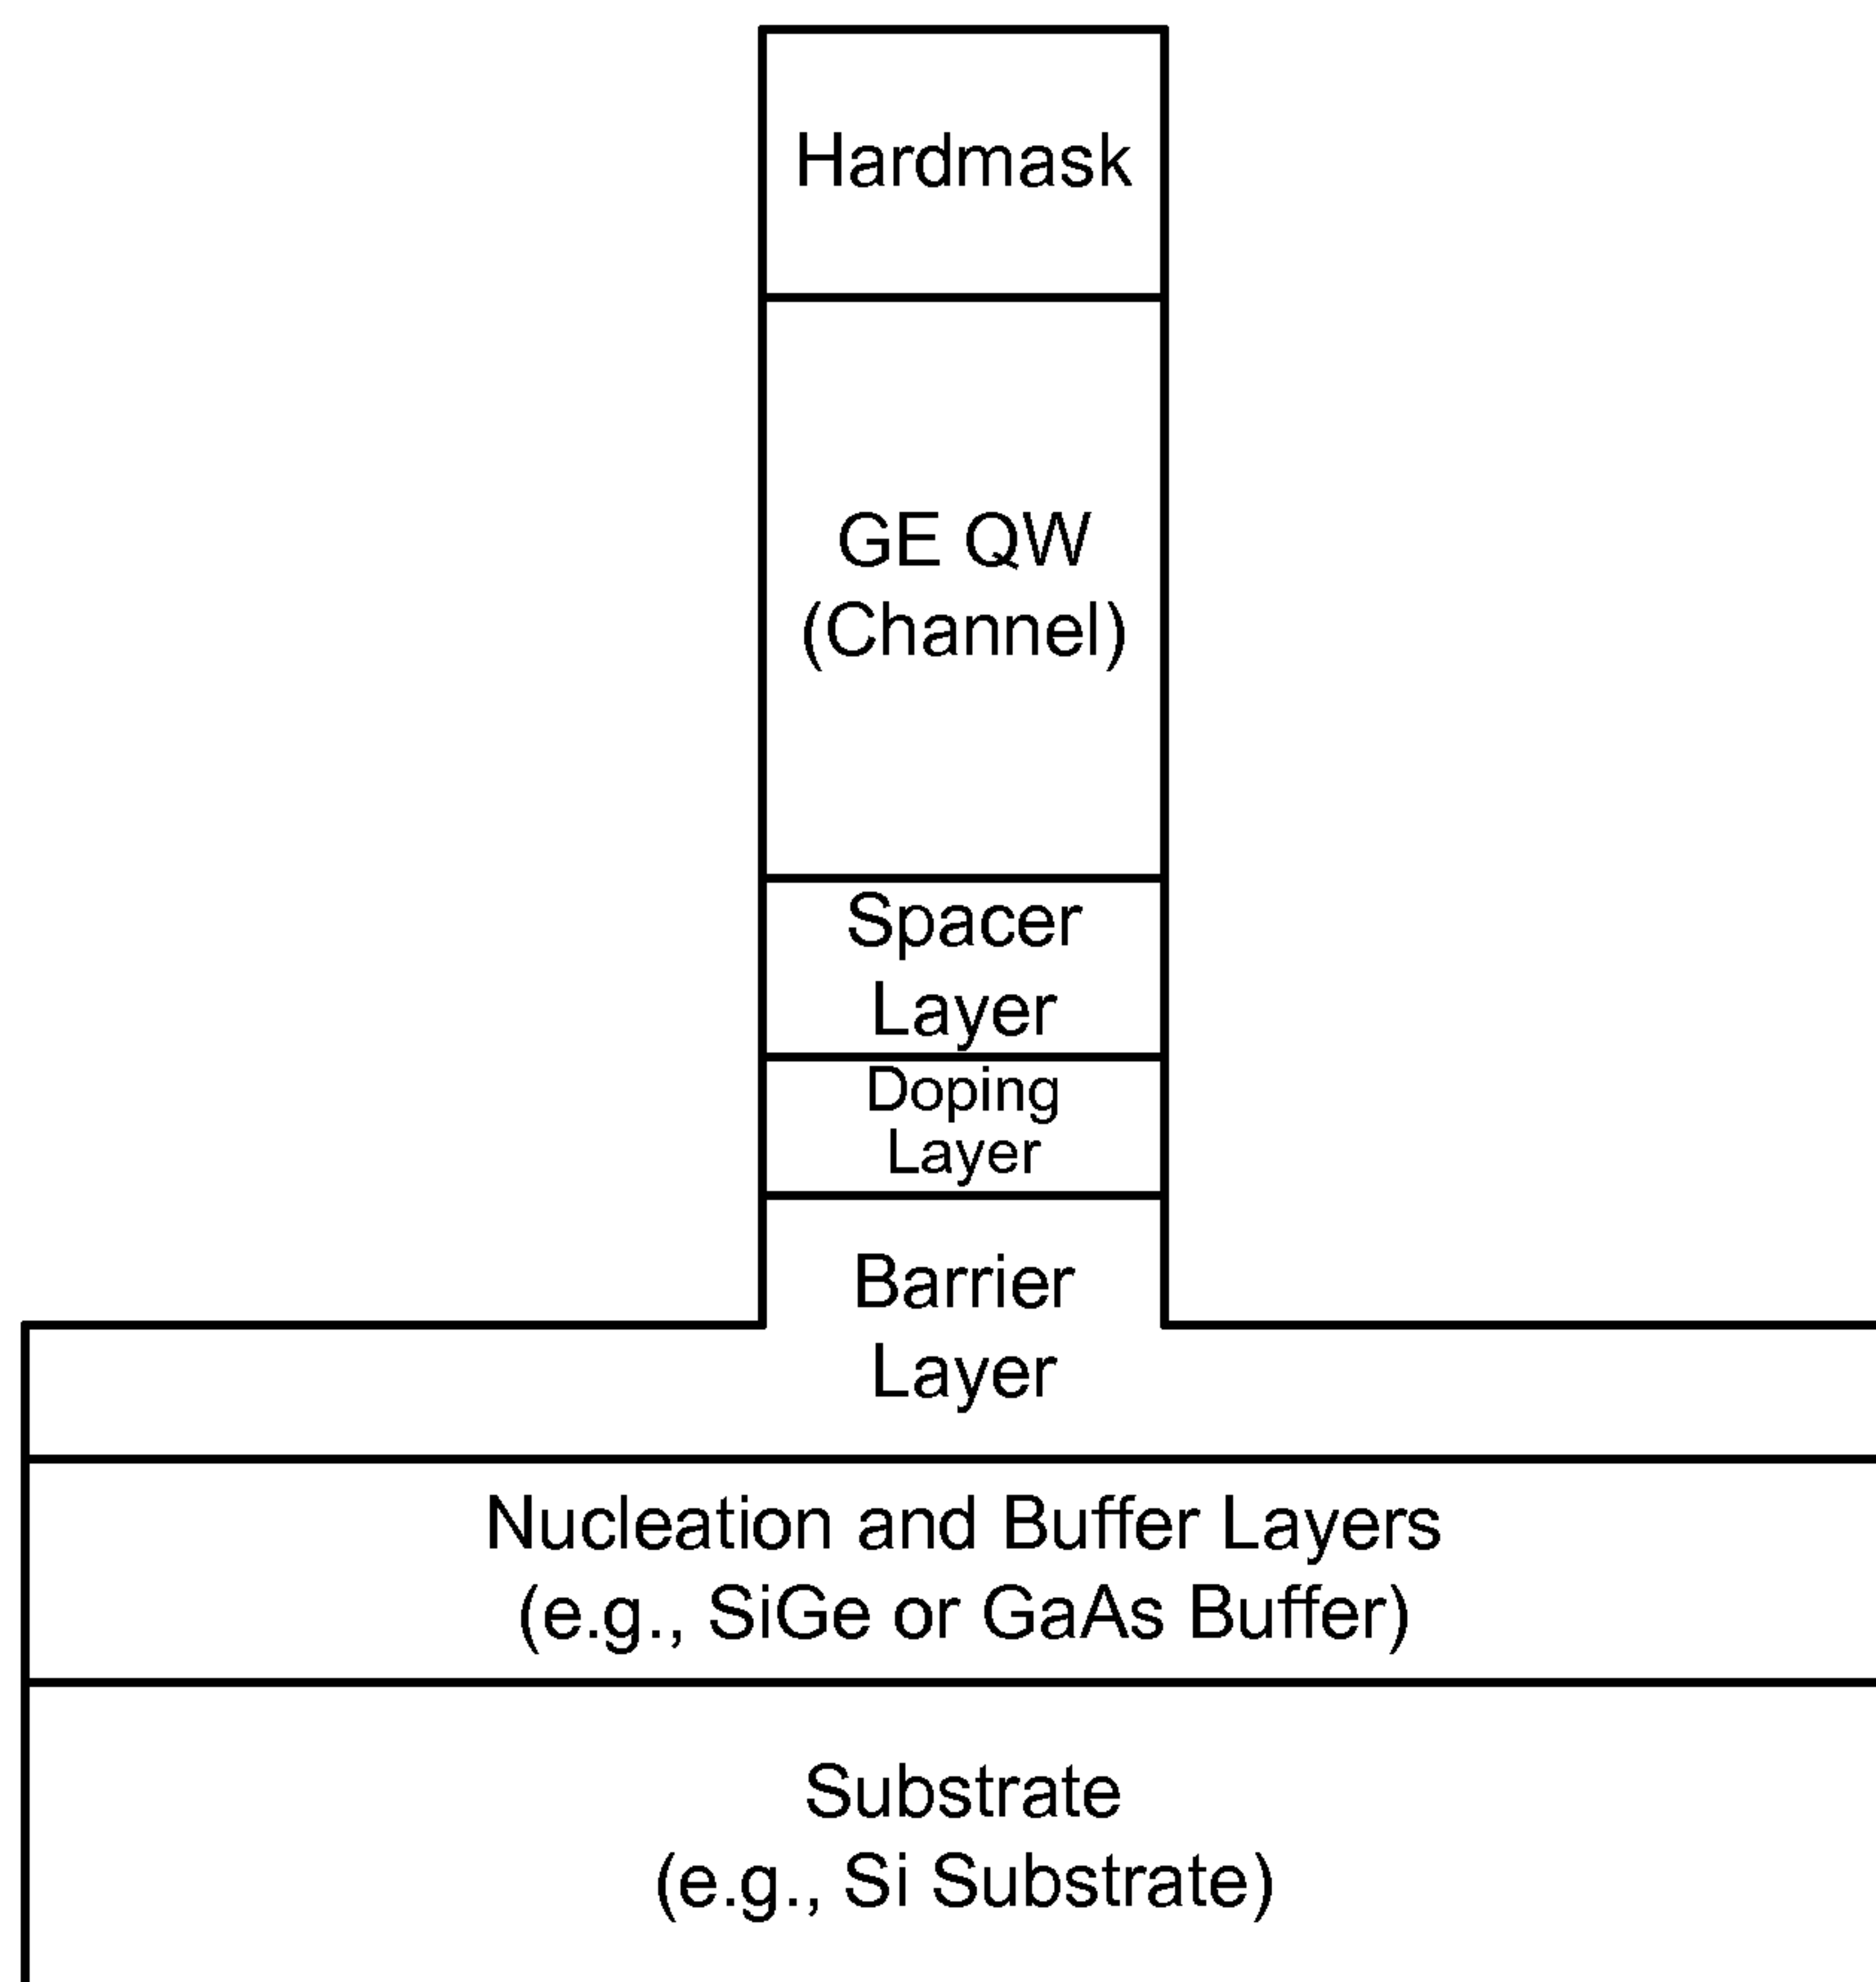 Hardmask
GE QW
(Channel)
Spacer
Layer
Doping
Layer
Barrier
Layer
Nucleation and Buffer Layers
(e.g., SiGe or GaAs Buffer)
Substrate
(e.g., Si Substrate)